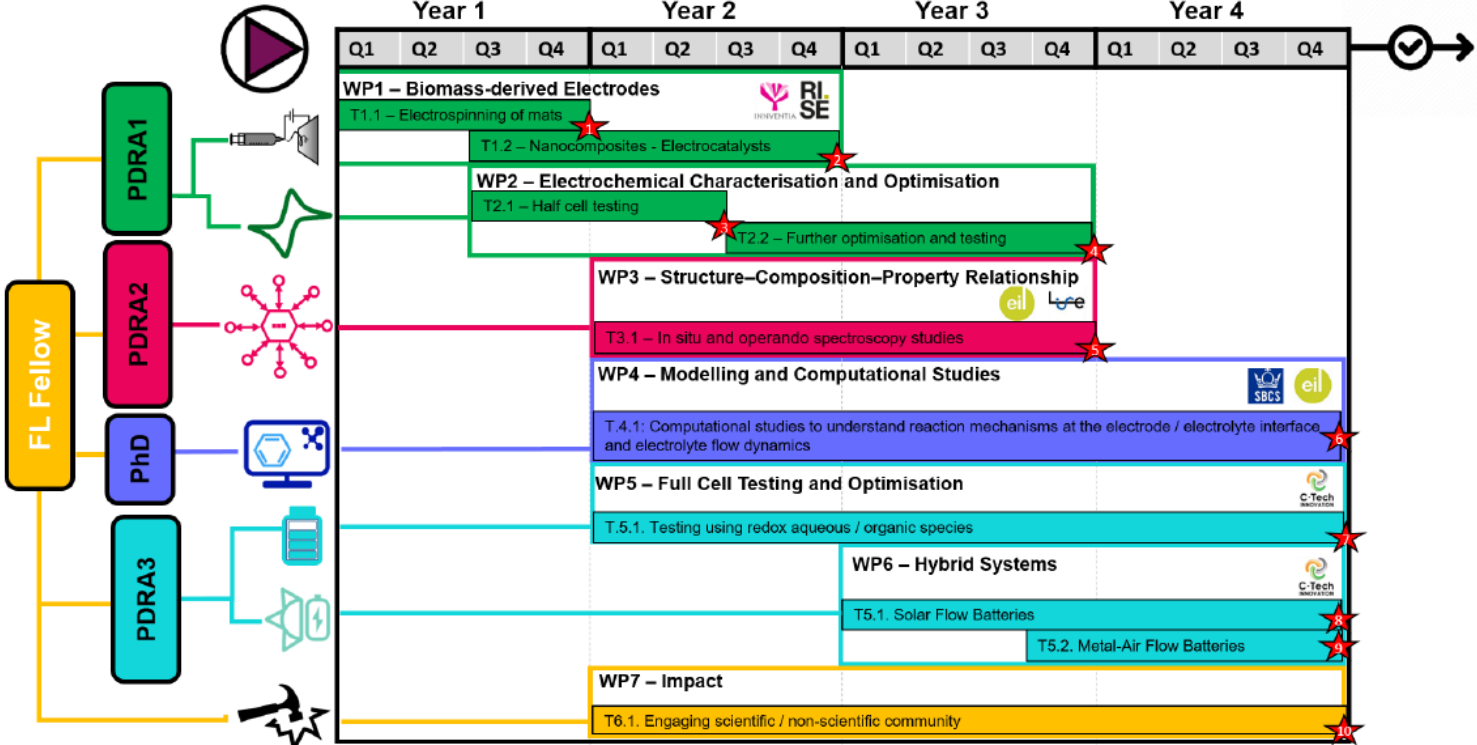 Year 1 Year 2 Year 3 Year 4
Q1 Q2 Q3 Q4 Q1 Q2 Q3 Q4 Q1 Q2 Q3 Q4 Q1 Q2 Q3 Q4
FL Fellow
PDRA1
PDRA2
PhD
PDRA3
WP1 – Biomass-derived Electrodes
INNVENTIA
RI.
SE
T1.1 – Electrospinning of mats
1
T1.2 – Nanocomposites - Electrocatalysts
2
WP2 – Electrochemical Characterisation and Optimisation
T2.1 – Half cell testing
3
T2.2 – Further optimisation and testing
4
WP3 – Structure–Composition–Property Relationship
eil
T3.1 – In situ and operando spectroscopy studies
5
WP4 – Modelling and Computational Studies
SBCS
eil
T.4.1: Computational studies to understand reaction mechanisms at the electrode / electrolyte interface
and electrolyte flow dynamics
6
WP5 – Full Cell Testing and Optimisation
C-Tech
INNOVATION
T.5.1. Testing using redox aqueous / organic species
7
WP6 – Hybrid Systems
C-Tech
INNOVATION
T5.1. Solar Flow Batteries
8
T5.2. Metal-Air Flow Batteries
9
WP7 – Impact
T6.1. Engaging scientific / non-scientific community
10